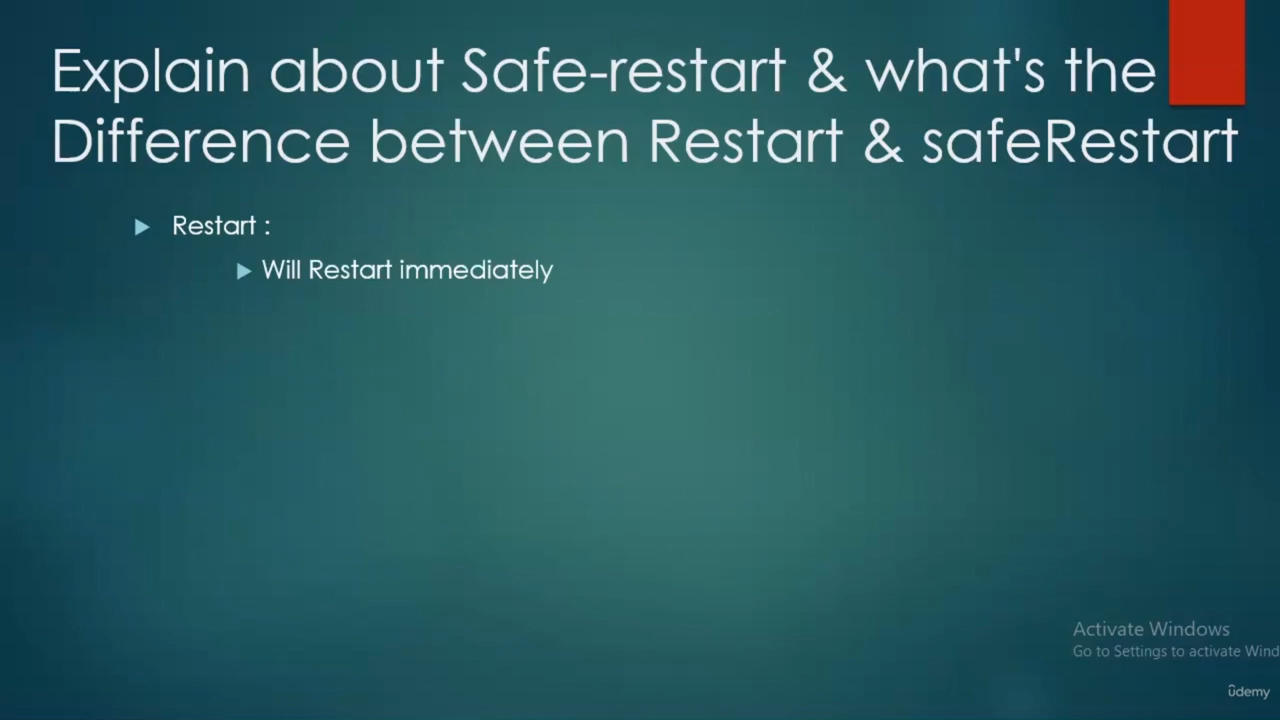 Explain about Safe-restart & what's the
Difference between Restart & safeRestart
Restart :
Will Restart immediately
Activate Windows
Go to Settings to activate Wind
ûdemy